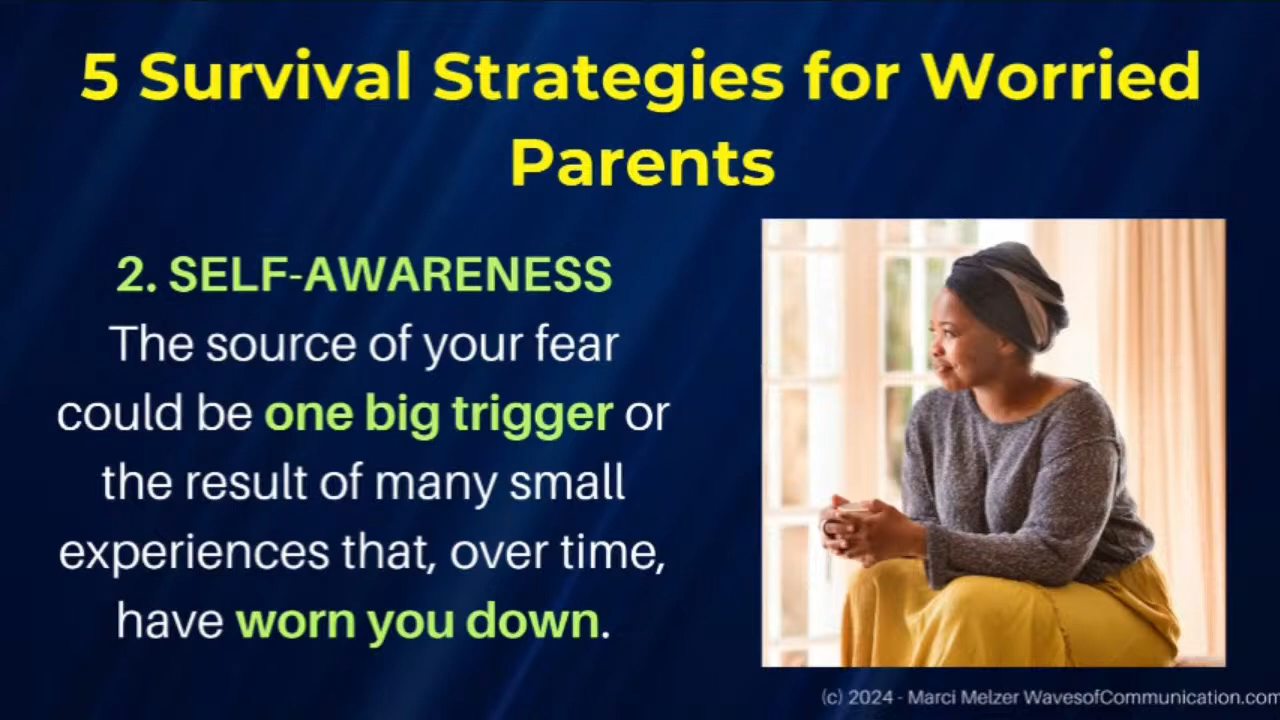 5 Survival Strategies for Worried
Parents
2. SELF-AWARENESS
The source of your fear
could be one big trigger or
the result of many small
experiences that, over time,
have worn you down.
(c) 2024 - Marci Melzer WavesofCommunication.com